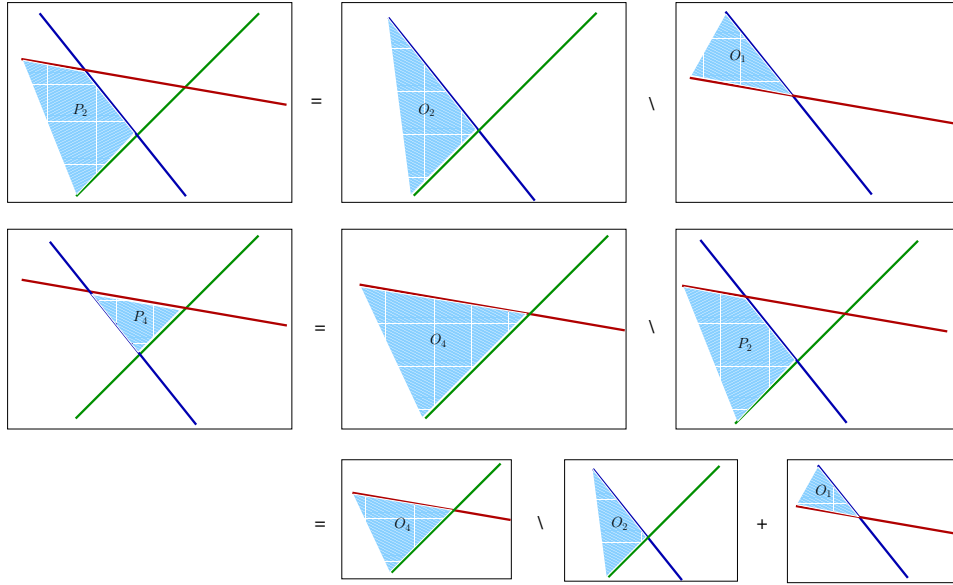 P₂ = O₂ \ O₁
P₄ = O₄ \ P₂
= O₄ \ O₂ + O₁